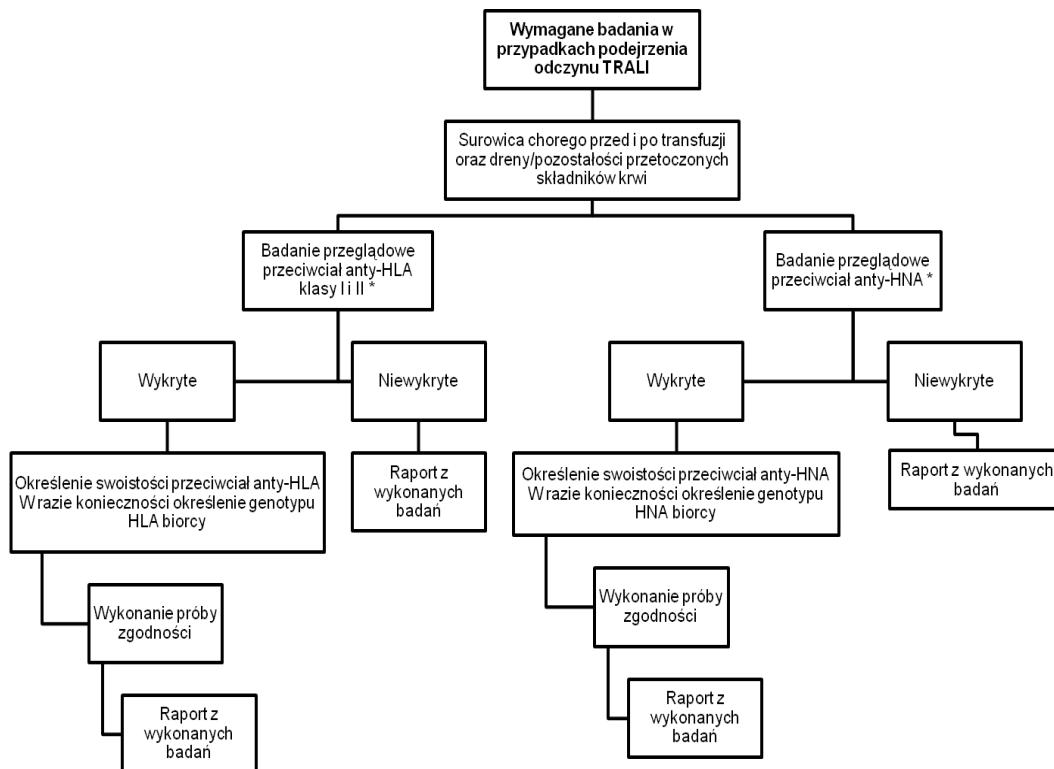 Wymagane badania w
przypadkach podejrzenia
odczynu TRALI
Surowica chorego przed i po transfuzji
oraz dreny/pozostałości przetoczonych
składników krwi
Badanie przeglądowe
przeciwciał anty-HLA
klasy I i II *
Badanie przeglądowe
przeciwciał anty-HNA *
Wykryte
Niewykryte
Wykryte
Niewykryte
Określenie swoistości przeciwciał anty-HLA
W razie konieczności określenie genotypu
HLA biorcy
Raport z
wykonanych
badań
Określenie swoistości przeciwciał anty-HNA
W razie konieczności określenie genotypu
HNA biorcy
Raport z wykonanych
badań
Wykonanie próby
zgodności
Wykonanie próby
zgodności
Raport z
wykonanych
badań
Raport z
wykonanych
badań